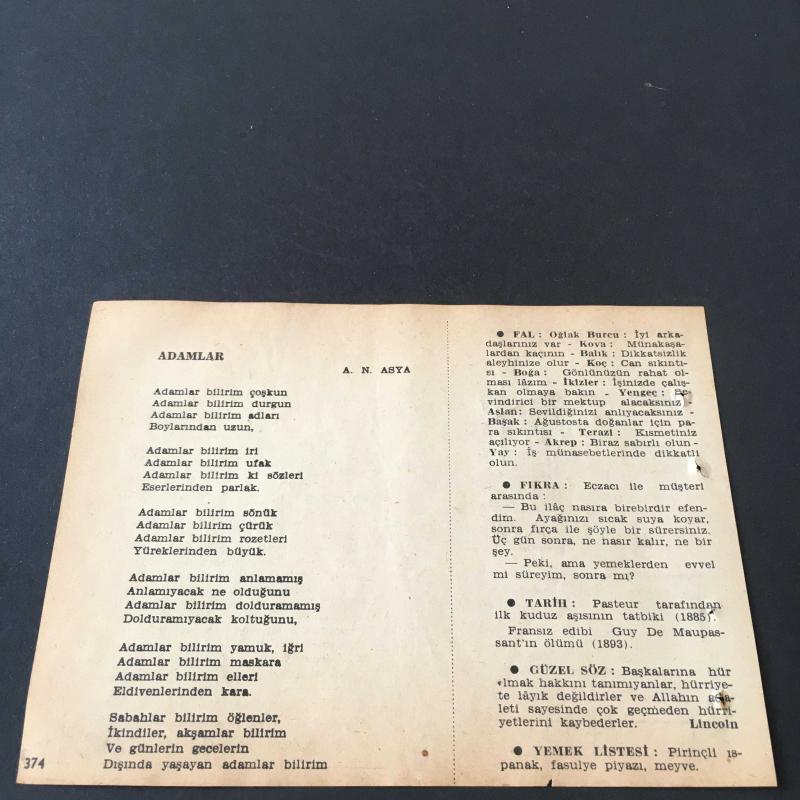 ADAMLAR
A. N. ASYA
Adamlar bilirim çoşkun
Adamlar bilirim durgun
Adamlar bilirim adları
Boylarından uzun,
Adamlar bilirim iri
Adamlar bilirim ufak
Adamlar bilirim ki sözleri
Eserlerinden parlak.
Adamlar bilirim sönük
Adamlar bilirim çürük
Adamlar bilirim rozetleri
Yüreklerinden büyük.
Adamlar bilirim anlamamış
Anlamıyacak ne olduğunu
Adamlar bilirim dolduramamış
Dolduramıyacak koltuğunu,
Adamlar bilirim yamuk, iğri
Adamlar bilirim maskara
Adamlar bilirim elleri
Eldivenlerinden kara.
Sabahlar bilirim öğlenler,
İkindiler, akşamlar bilirim
Ve günlerin gecelerin
Dışında yaşayan adamlar bilirim
374
● FAL : Oğlak Burcu : İyi arka-
daşlarınız var - Kova : Münakaşa-
lardan kaçının - Balık : Dikkatsizlik
aleyhinize olur - Koç : Can sıkıntı-
sı - Boğa : Gönlünüzün rahat ol-
ması lâzım - İkizler : İşinizde çalış-
kan olmaya bakın - Yengeç : Se-
vindirici bir mektup alacaksınız -
Aslan : Sevildiğinizi anlıyacaksınız -
Başak : Ağustosta doğanlar için pa-
ra sıkıntısı - Terazi : Kısmetiniz
açılıyor - Akrep : Biraz sabırlı olun -
Yay : İş münasebetlerinde dikkatli
olun.
● FIKRA : Eczacı ile müşteri
arasında :
— Bu ilâç nasıra birebirdir efen-
dim. Ayağınızı sıcak suya koyar,
sonra fırça ile şöyle bir sürersiniz.
Üç gün sonra, ne nasır kalır, ne bir
şey.
— Peki, ama yemeklerden evvel
mi süreyim, sonra mı?
● TARİH : Pasteur tarafından
ilk kuduz aşısının tatbiki (1885).
Fransız edibi Guy De Maupas-
sant'ın ölümü (1893).
● GÜZEL SÖZ : Başkalarına hür
olmak hakkını tanımıyanlar, hürriye-
te lâyık değildirler ve Allahın ada-
leti sayesinde çok geçmeden hürri-
yetlerini kaybederler. Lincoln
● YEMEK LİSTESİ : Pirinçli ıs-
panak, fasulye piyazı, meyve.